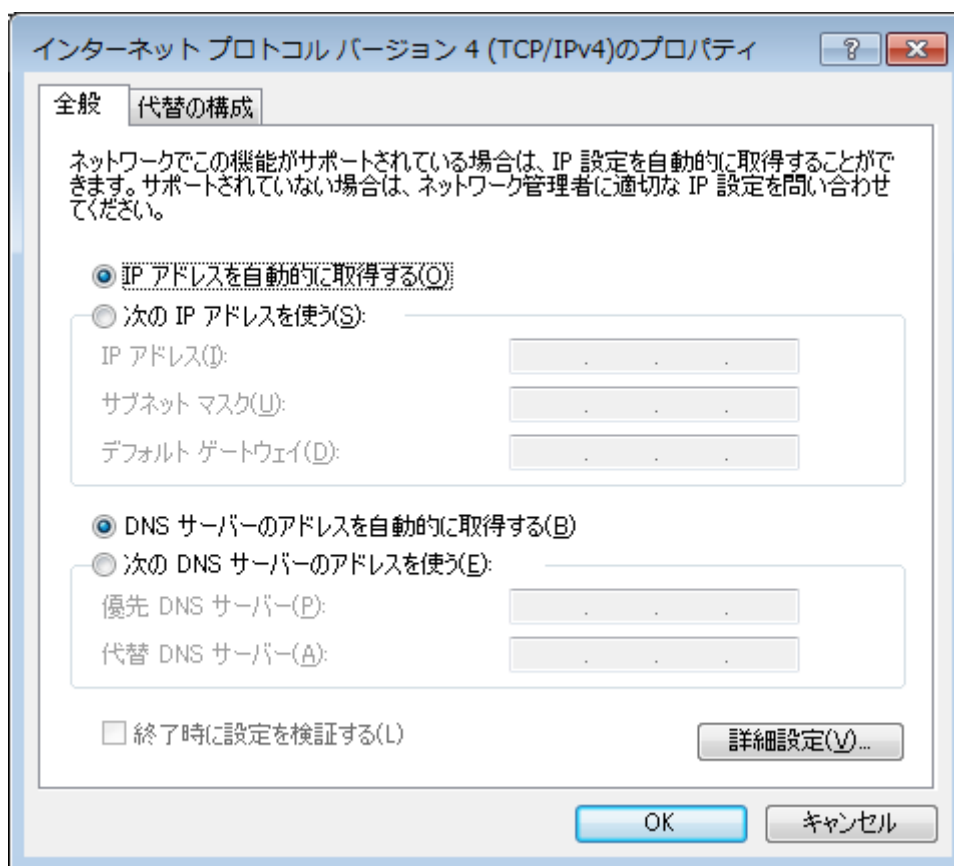 インターネット プロトコル バージョン 4 (TCP/IPv4)のプロパティ
全般
代替の構成
ネットワークでこの機能がサポートされている場合は、IP 設定を自動的に取得することがで
きます。サポートされていない場合は、ネットワーク管理者に適切な IP 設定を問い合わせ
てください。
IP アドレスを自動的に取得する(O)
次の IP アドレスを使う(S):
IP アドレス(I):
サブネット マスク(U):
デフォルト ゲートウェイ(D):
DNS サーバーのアドレスを自動的に取得する(B)
次の DNS サーバーのアドレスを使う(E):
優先 DNS サーバー(P):
代替 DNS サーバー(A):
終了時に設定を検証する(L)
詳細設定(V)...
OK
キャンセル